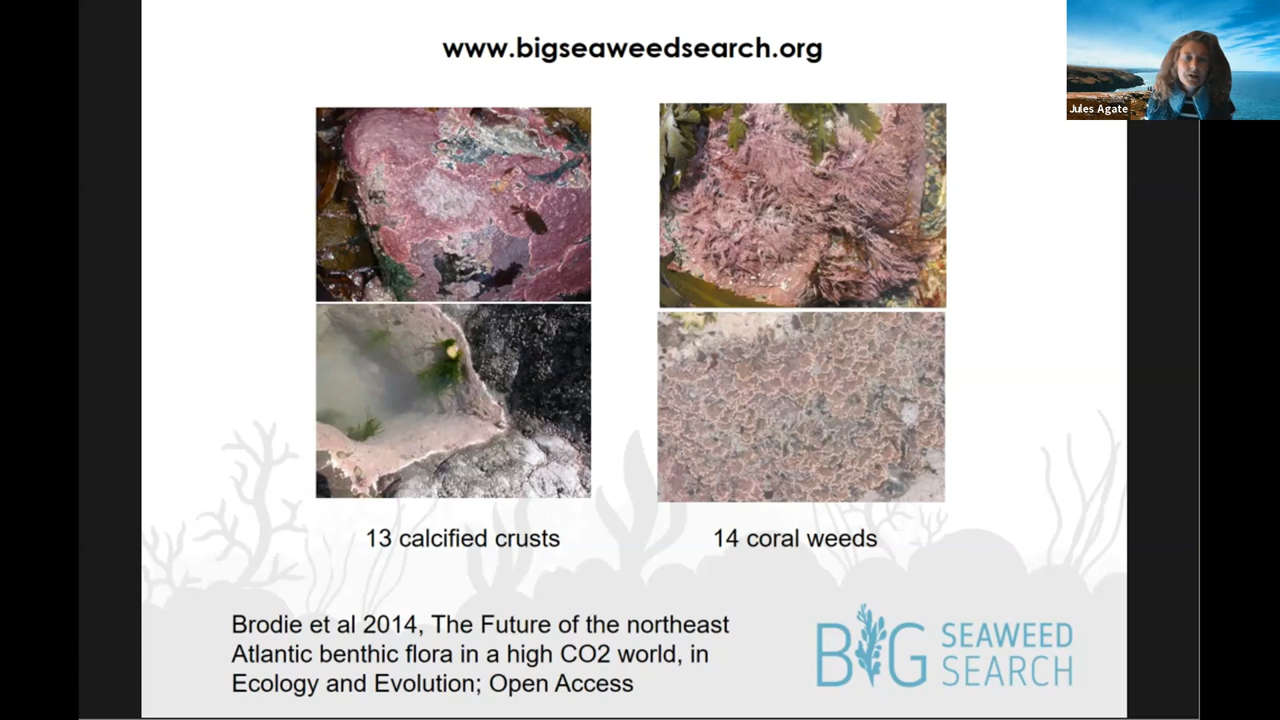 www.bigseaweedsearch.org
Jules Agate
13 calcified crusts
14 coral weeds
Brodie et al 2014, The Future of the northeast
Atlantic benthic flora in a high CO2 world, in
Ecology and Evolution; Open Access
BIG SEAWEED
SEARCH